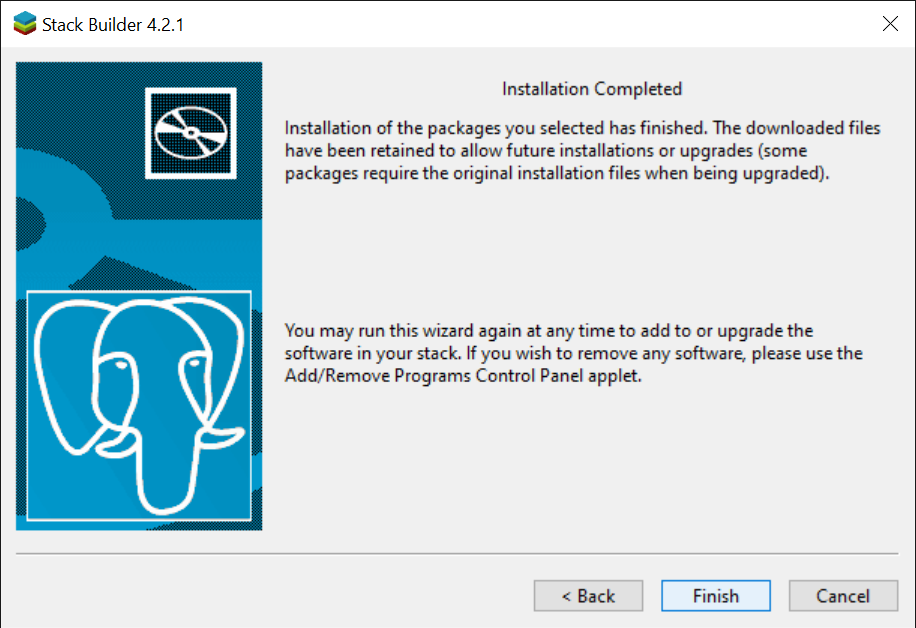 Stack Builder 4.2.1
Installation Completed
Installation of the packages you selected has finished. The downloaded files
have been retained to allow future installations or upgrades (some
packages require the original installation files when being upgraded).
You may run this wizard again at any time to add to or upgrade the
software in your stack. If you wish to remove any software, please use the
Add/Remove Programs Control Panel applet.
< Back Finish Cancel